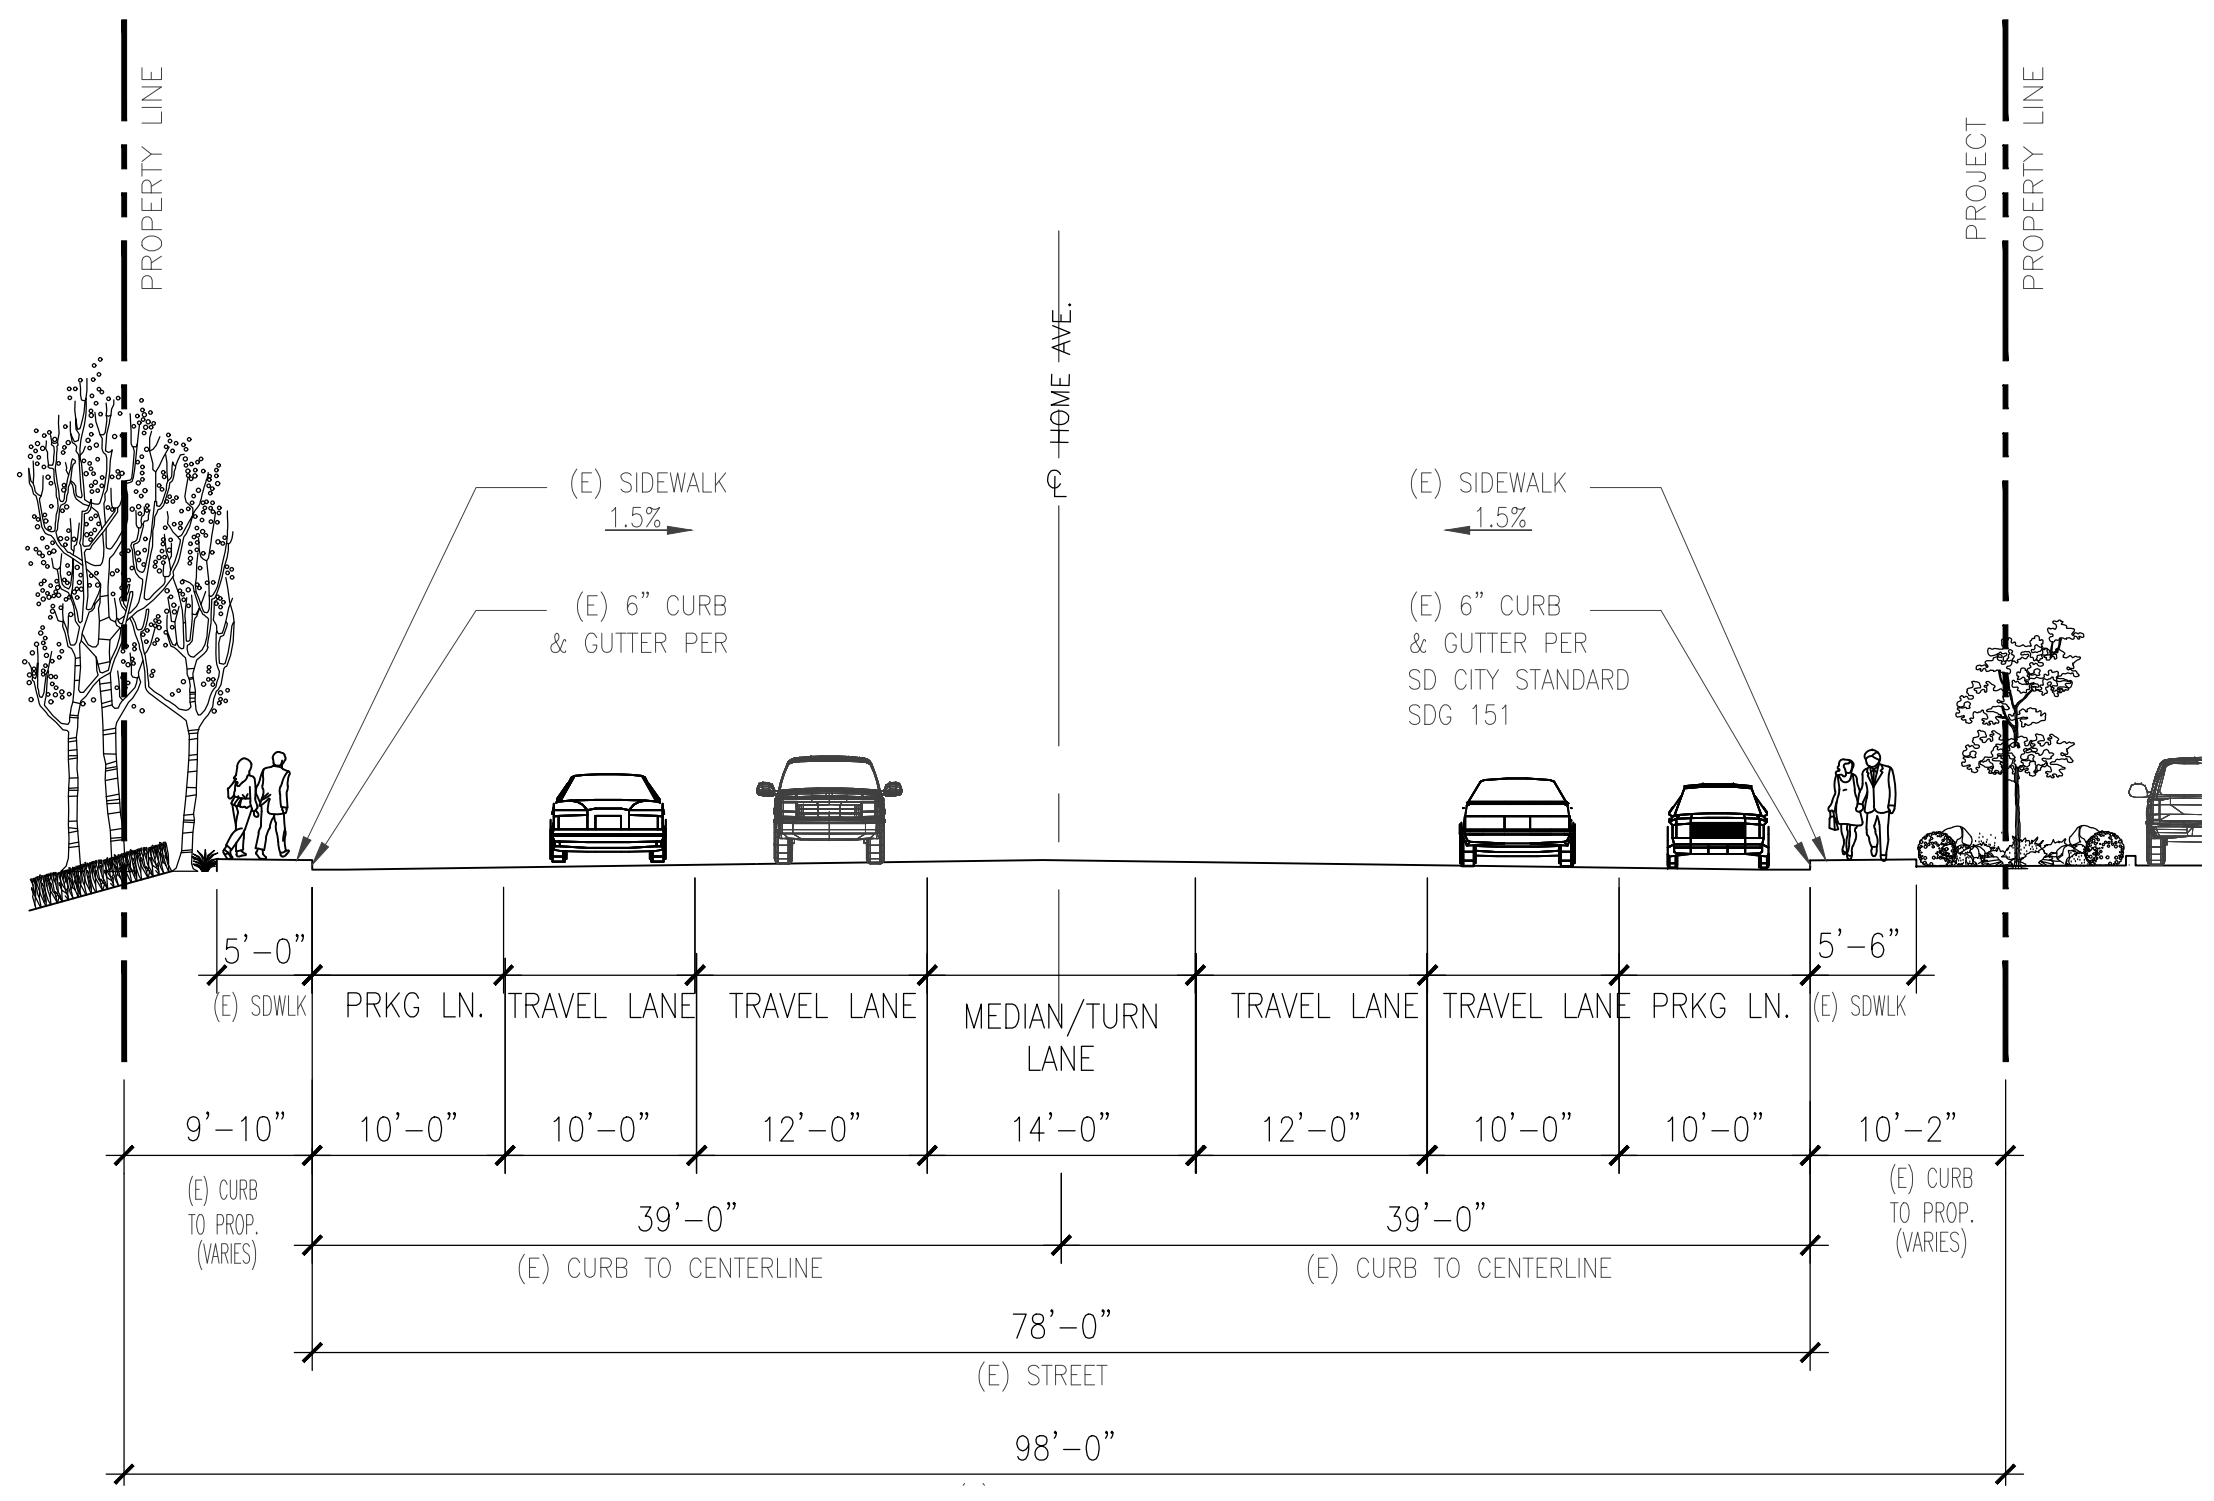 PROPERTY LINE
PROJECT
PROPERTY LINE
HOME AVE.
℄
(E) SIDEWALK
1.5%
(E) 6” CURB
& GUTTER PER
(E) SIDEWALK
1.5%
(E) 6” CURB
& GUTTER PER
SD CITY STANDARD
SDG 151
5’-0” 5’-6”
(E) SDWLK PRKG LN. TRAVEL LANE TRAVEL LANE MEDIAN/TURN TRAVEL LANE TRAVEL LANE PRKG LN. (E) SDWLK
LANE
9’-10” 10’-0” 10’-0” 12’-0” 14’-0” 12’-0” 10’-0” 10’-0” 10’-2”
(E) CURB
TO PROP.
(VARIES)
(E) CURB
TO PROP.
(VARIES)
39’-0” 39’-0”
(E) CURB TO CENTERLINE (E) CURB TO CENTERLINE
78’-0”
(E) STREET
98’-0”